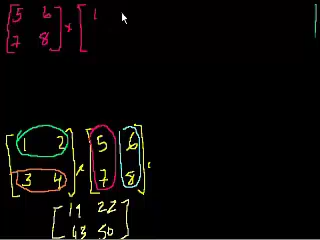 [5 6 × [1
7 8]
[1 2 × [5 6
3 4] 7 8]
[19 22
43 50]